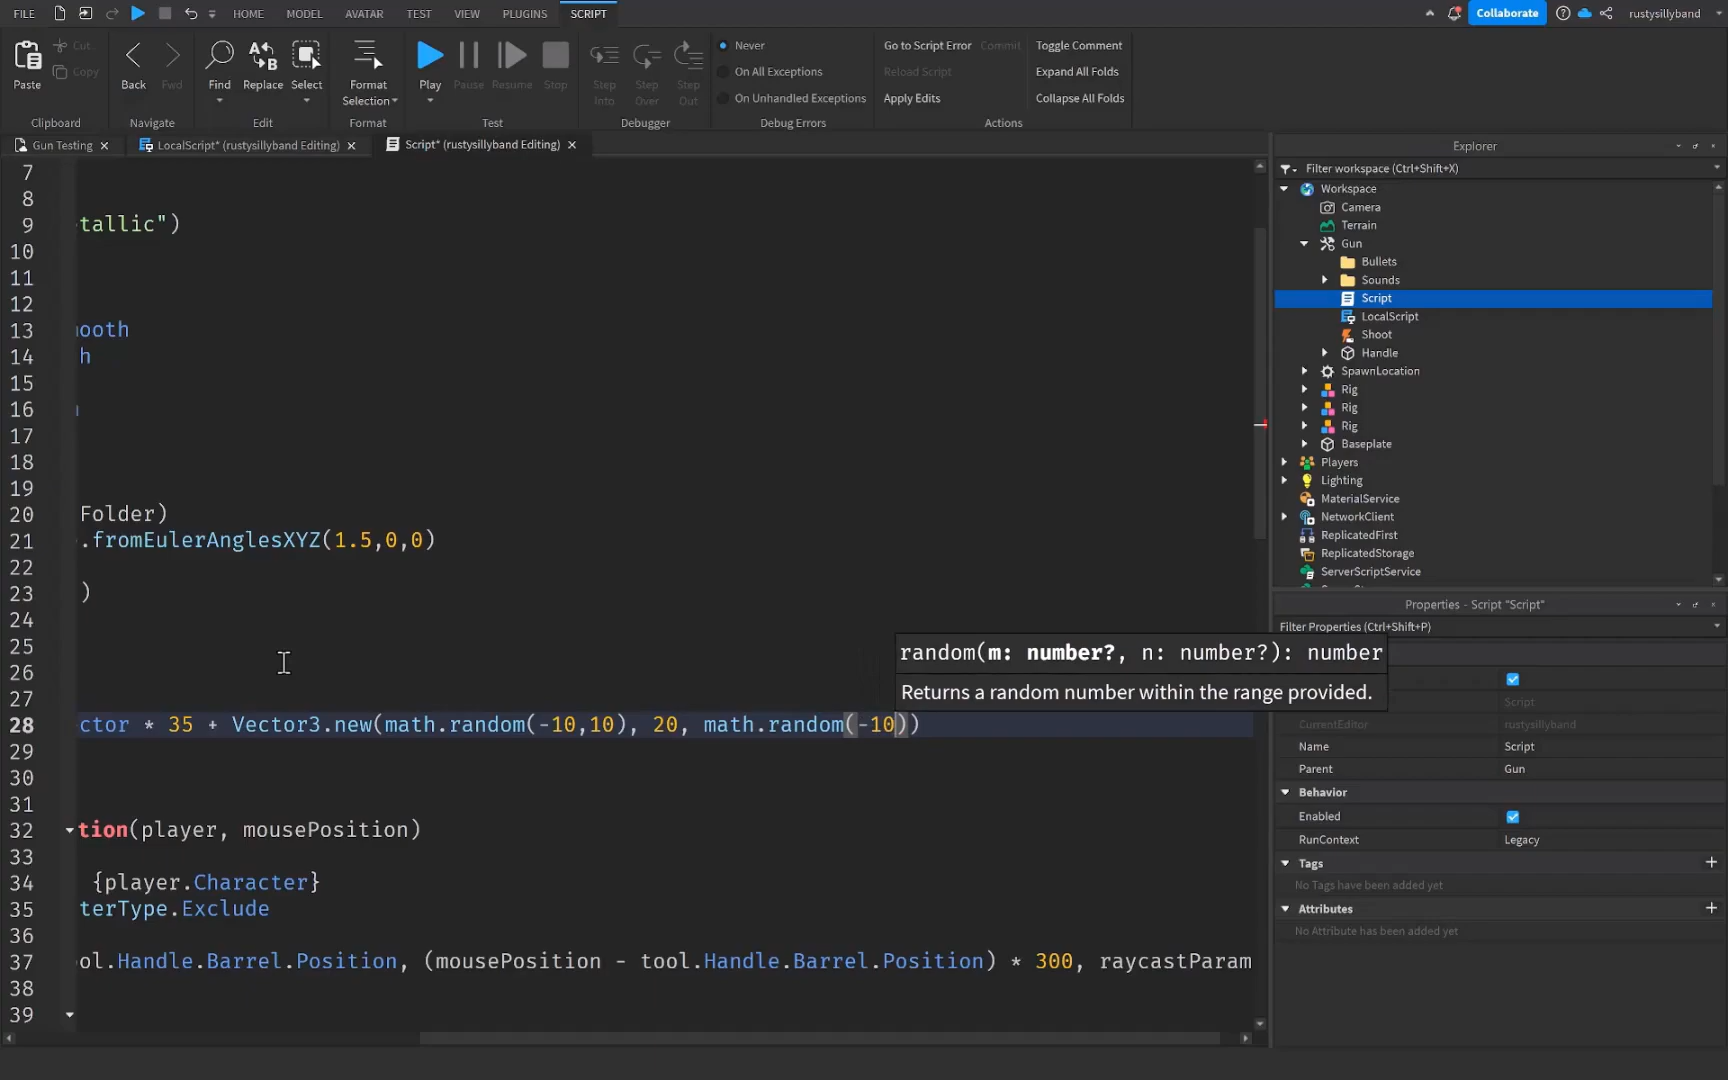 FILE HOME MODEL AVATAR TEST VIEW PLUGINS SCRIPT Collaborate rustysillyband
Paste Cut Copy
Clipboard
Back Fwd
Navigate
Find Replace Select
Edit
Format Selection
Format
Play Pause Resume Stop
Test
Step Into Step Over Step Out
Debugger
Never
On All Exceptions
On Unhandled Exceptions
Debug Errors
Go to Script Error Commit Toggle Comment
Reload Script Expand All Folds
Apply Edits Collapse All Folds
Actions
Gun Testing LocalScript* (rustysillyband Editing) Script* (rustysillyband Editing)
7
8
9 tallic")
10
11
12
13 ooth
14 h
15
16
17
18
19
20 Folder)
21 .fromEulerAnglesXYZ(1.5,0,0)
22
23 )
24
25
26
27
28 ctor * 35 + Vector3.new(math.random(-10,10), 20, math.random(-10))
29
30
31
32 tion(player, mousePosition)
33
34 {player.Character}
35 terType.Exclude
36
37 ol.Handle.Barrel.Position, (mousePosition - tool.Handle.Barrel.Position) * 300, raycastParam
38
39
random(m: number?, n: number?): number
Returns a random number within the range provided.
Explorer
Filter workspace (Ctrl+Shift+X)
Workspace
Camera
Terrain
Gun
Bullets
Sounds
Script
LocalScript
Shoot
Handle
SpawnLocation
Rig
Rig
Rig
Baseplate
Players
Lighting
MaterialService
NetworkClient
ReplicatedFirst
ReplicatedStorage
ServerScriptService
Properties - Script "Script"
Filter Properties (Ctrl+Shift+P)
Script
CurrentEditor rustysillyband
Name Script
Parent Gun
Behavior
Enabled
RunContext Legacy
Tags
No Tags have been added yet
Attributes
No Attribute has been added yet